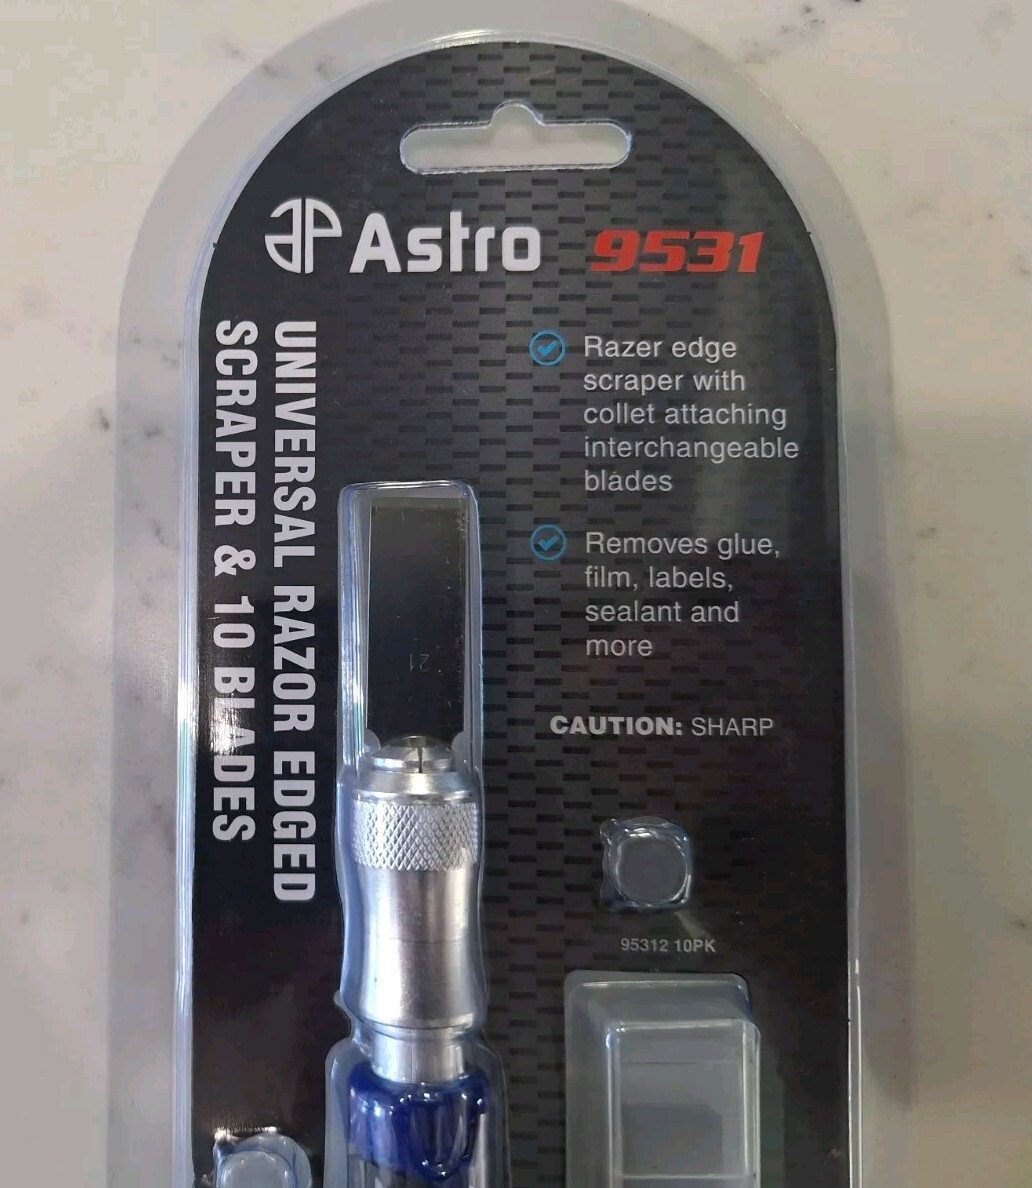 Astro 9531
UNIVERSAL RAZOR EDGED
SCRAPER & 10 BLADES
Razer edge
scraper with
collet attaching
interchangeable
blades
Removes glue,
film, labels,
sealant and
more
21
CAUTION: SHARP
95312 10PK